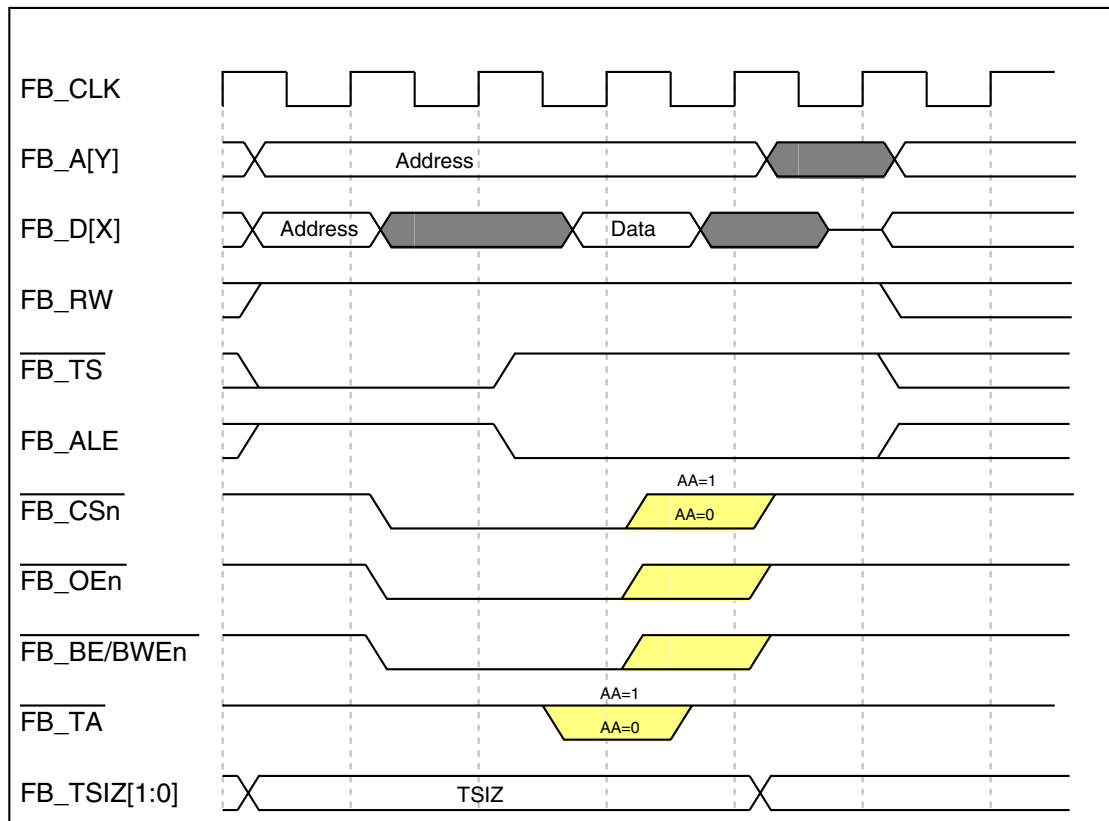 FB_CLK
FB_A[Y]
Address
FB_D[X]
Address
Data
FB_RW
FB_TS
FB_ALE
AA=1
FB_CSn
AA=0
FB_OEn
FB_BE/BWEn
AA=1
FB_TA
AA=0
FB_TSIZ[1:0]
TSIZ